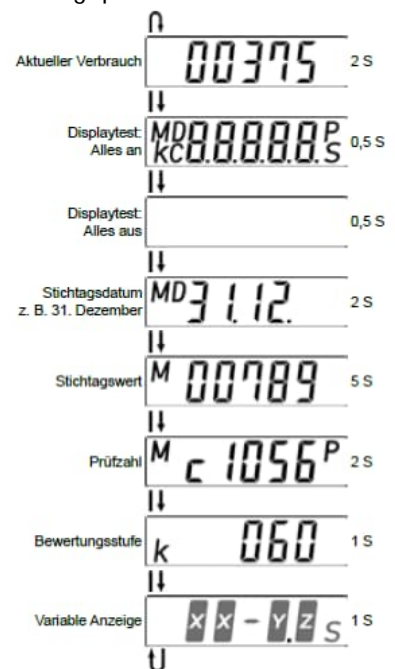 Aktueller Verbrauch 00375 2 S
Displaytest: MD 8.8.8.8.8. P
Alles an kC S 0,5 S
Displaytest:
Alles aus 0,5 S
Stichtagsdatum MD 31.12. 2 S
z. B. 31. Dezember
Stichtagswert M 00789 5 S
Prüfzahl M c 1056 P 2 S
Bewertungsstufe k 060 1 S
Variable Anzeige X X - Y.Z S 1 S